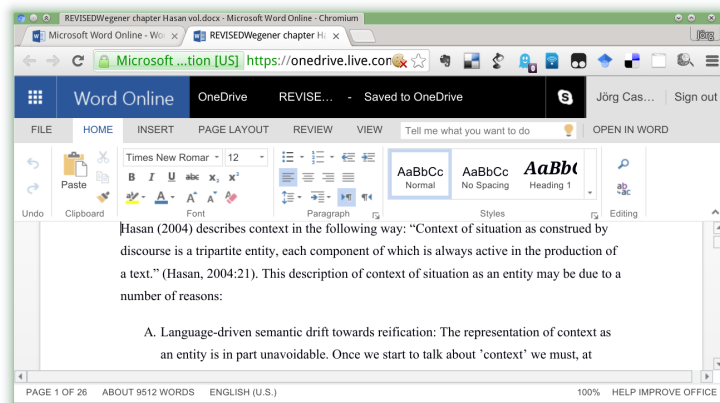 REVISEDWegener chapter Hasan vol.docx - Microsoft Word Online - Chromium
Microsoft Word Online - Wor × REVISEDWegener chapter Ha × Jörg
Microsoft ...tion [US] https://onedrive.live.con
Word Online OneDrive REVISE... - Saved to OneDrive Jörg Cas... Sign out
FILE HOME INSERT PAGE LAYOUT REVIEW VIEW Tell me what you want to do OPEN IN WORD
Times New Romar 12
Paste B I U abc x₂ x² AaBbCc AaBbCc AaBb(
Normal No Spacing Heading 1
Undo Clipboard Font Paragraph Styles Editing
Hasan (2004) describes context in the following way: “Context of situation as construed by
discourse is a tripartite entity, each component of which is always active in the production of
a text.” (Hasan, 2004:21). This description of context of situation as an entity may be due to a
number of reasons:
A. Language-driven semantic drift towards reification: The representation of context as
an entity is in part unavoidable. Once we start to talk about ’context’ we must, at
PAGE 1 OF 26 ABOUT 9512 WORDS ENGLISH (U.S.) 100% HELP IMPROVE OFFICE